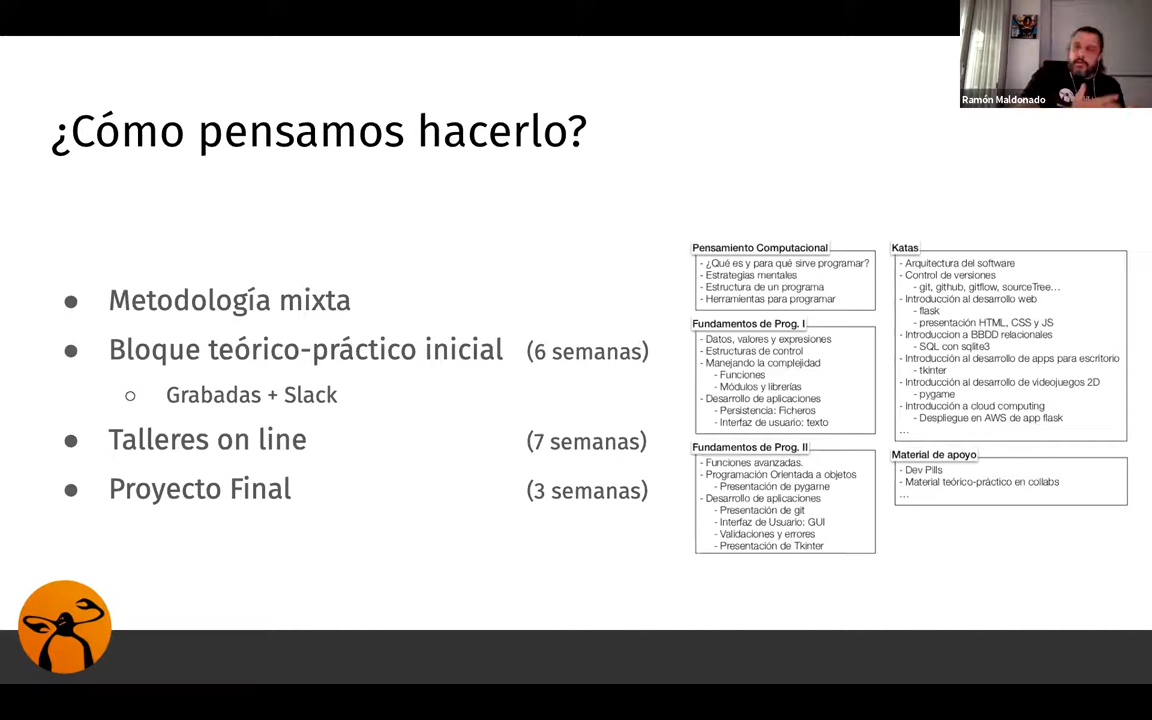 Ramón Maldonado
¿Cómo pensamos hacerlo?
● Metodología mixta
● Bloque teórico-práctico inicial (6 semanas)
○ Grabadas + Slack
● Talleres on line (7 semanas)
● Proyecto Final (3 semanas)
Pensamiento Computacional
- ¿Qué es y para qué sirve programar?
- Estrategias mentales
- Estructura de un programa
- Herramientas para programar
Fundamentos de Prog. I
- Datos, valores y expresiones
- Estructuras de control
- Manejando la complejidad
- Funciones
- Módulos y librerías
- Desarrollo de aplicaciones
- Persistencia: Ficheros
- Interfaz de usuario: texto
Fundamentos de Prog. II
- Funciones avanzadas.
- Programación Orientada a objetos
- Presentación de pygame
- Desarrollo de aplicaciones
- Presentación de git
- Interfaz de Usuario: GUI
- Validaciones y errores
- Presentación de Tkinter
Katas
- Arquitectura del software
- Control de versiones
- git, github, gitflow, sourceTree…
- Introducción al desarrollo web
- flask
- presentación HTML, CSS y JS
- Introduccion a BBDD relacionales
- SQL con sqlite3
- Introducción al desarrollo de apps para escritorio
- tkinter
- Introducción al desarrollo de videojuegos 2D
- pygame
- Introducción a cloud computing
- Despliegue en AWS de app flask
…
Material de apoyo
- Dev Pills
- Material teórico-práctico en collabs
…